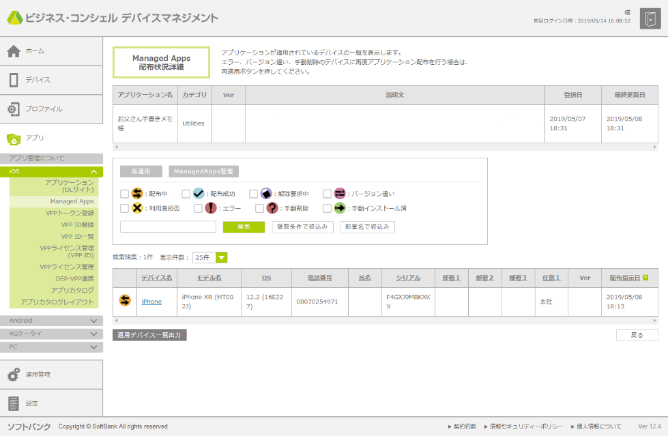 ビジネス・コンシェル デバイスマネジメント
様
前回ログイン日時：2019/05/14 16:06:32
ホーム
デバイス
プロファイル
アプリ
アプリ管理について
iOS
アプリケーション
(DLサイト)
Managed Apps
VPPトークン登録
VPP ID登録
VPP ID一覧
VPPライセンス管理
(VPP ID)
VPPライセンス管理
DEP-VPP連携
アプリカタログ
アプリカタログレイアウト
Android
4Gケータイ
PC
運用管理
設定
Managed Apps
配布状況詳細
アプリケーションが適用されているデバイスの一覧を表示します。
エラー、バージョン違い、手動削除のデバイスに再度アプリケーション配布を行う場合は、
再適用ボタンを押してください。
アプリケーション名 カテゴリ Ver 説明文 登録日 最終更新日
お父さん手書きメモ帳 Utilities 2019/05/07 18:31 2019/05/08 18:31
再適用 ManagedApps管理
：配布中 ：配布成功 ：解除要求中 ：バージョン違い
：利用者拒否 ：エラー ：手動削除 ：手動インストール済
検索 複数条件で絞込み 部署名で絞込み
検索結果：1件 表示件数： 25件
デバイス名 モデル名 OS 電話番号 氏名 シリアル 部署1 部署2 部署3 任意1 Ver 配布指示日
iPhone iPhone XR (MT002J) 12.2 (16E227) 08070254971 本社 2019/05/08 16:13
適用デバイス一覧出力 戻る
ソフトバンク Copyright © SoftBank All rights reserved.
契約約款 情報セキュリティーポリシー 個人情報について Ver 12.4